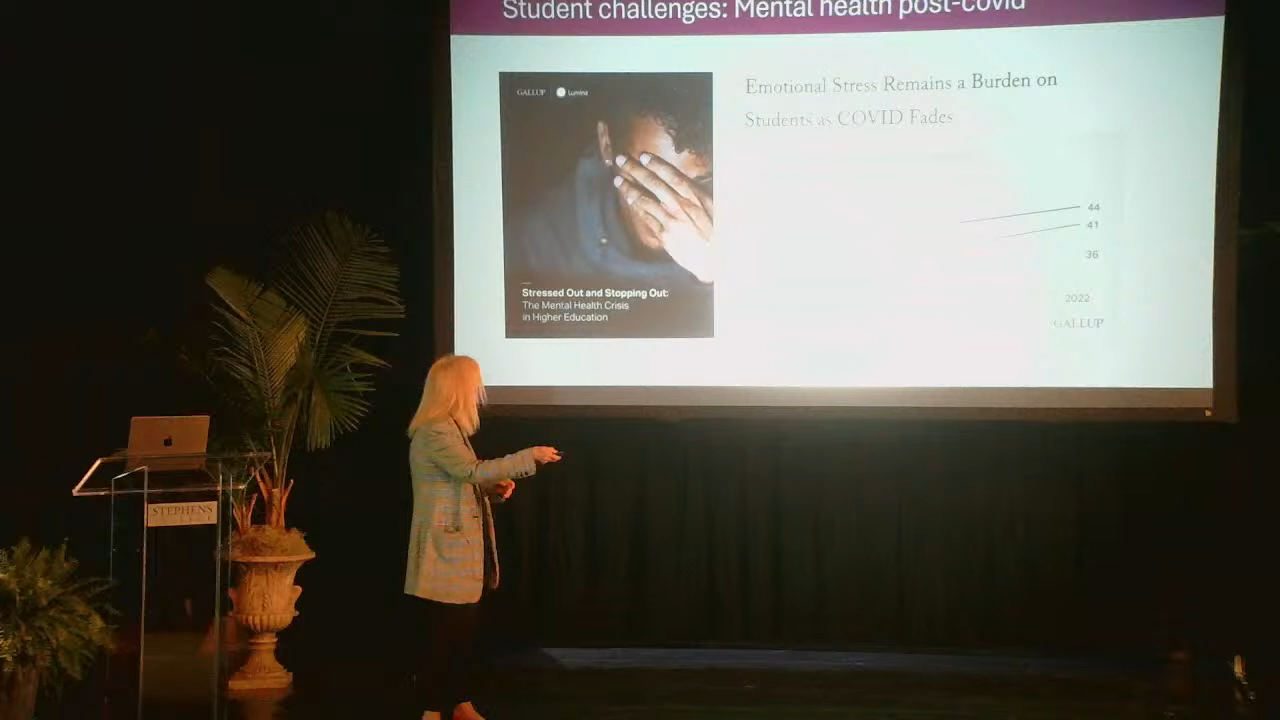 Student challenges: Mental health post-covid
GALLUP Lumina
Stressed Out and Stopping Out:
The Mental Health Crisis
in Higher Education
Emotional Stress Remains a Burden on
Students as COVID Fades
44
41
36
2022
GALLUP
STEPHENS